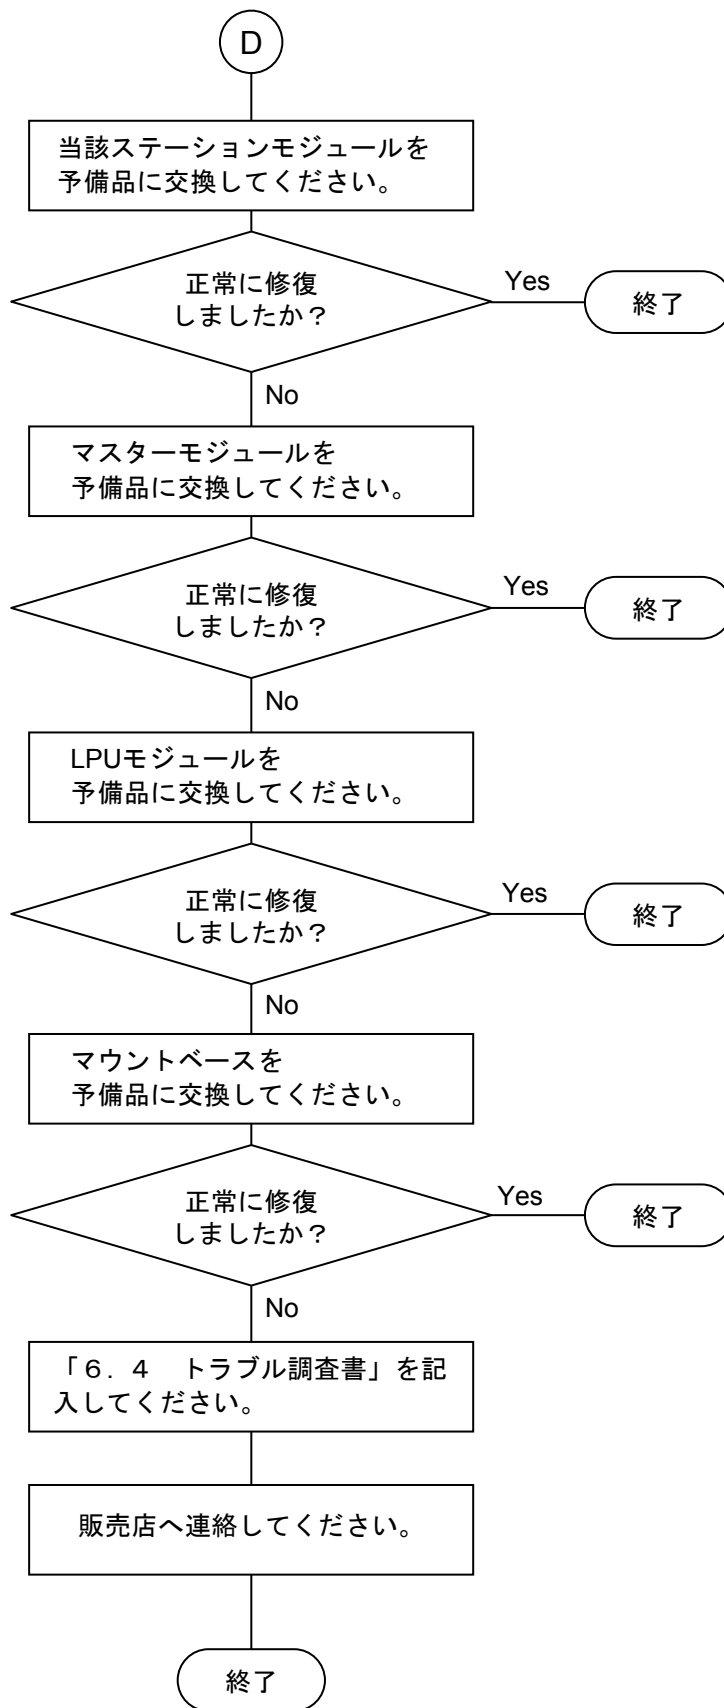 D
当該ステーションモジュールを
予備品に交換してください。
正常に修復
しましたか？
Yes
終了
No
マスターモジュールを
予備品に交換してください。
正常に修復
しましたか？
Yes
終了
No
LPUモジュールを
予備品に交換してください。
正常に修復
しましたか？
Yes
終了
No
マウントベースを
予備品に交換してください。
正常に修復
しましたか？
Yes
終了
No
「６．４　トラブル調査書」を記
入してください。
販売店へ連絡してください。
終了